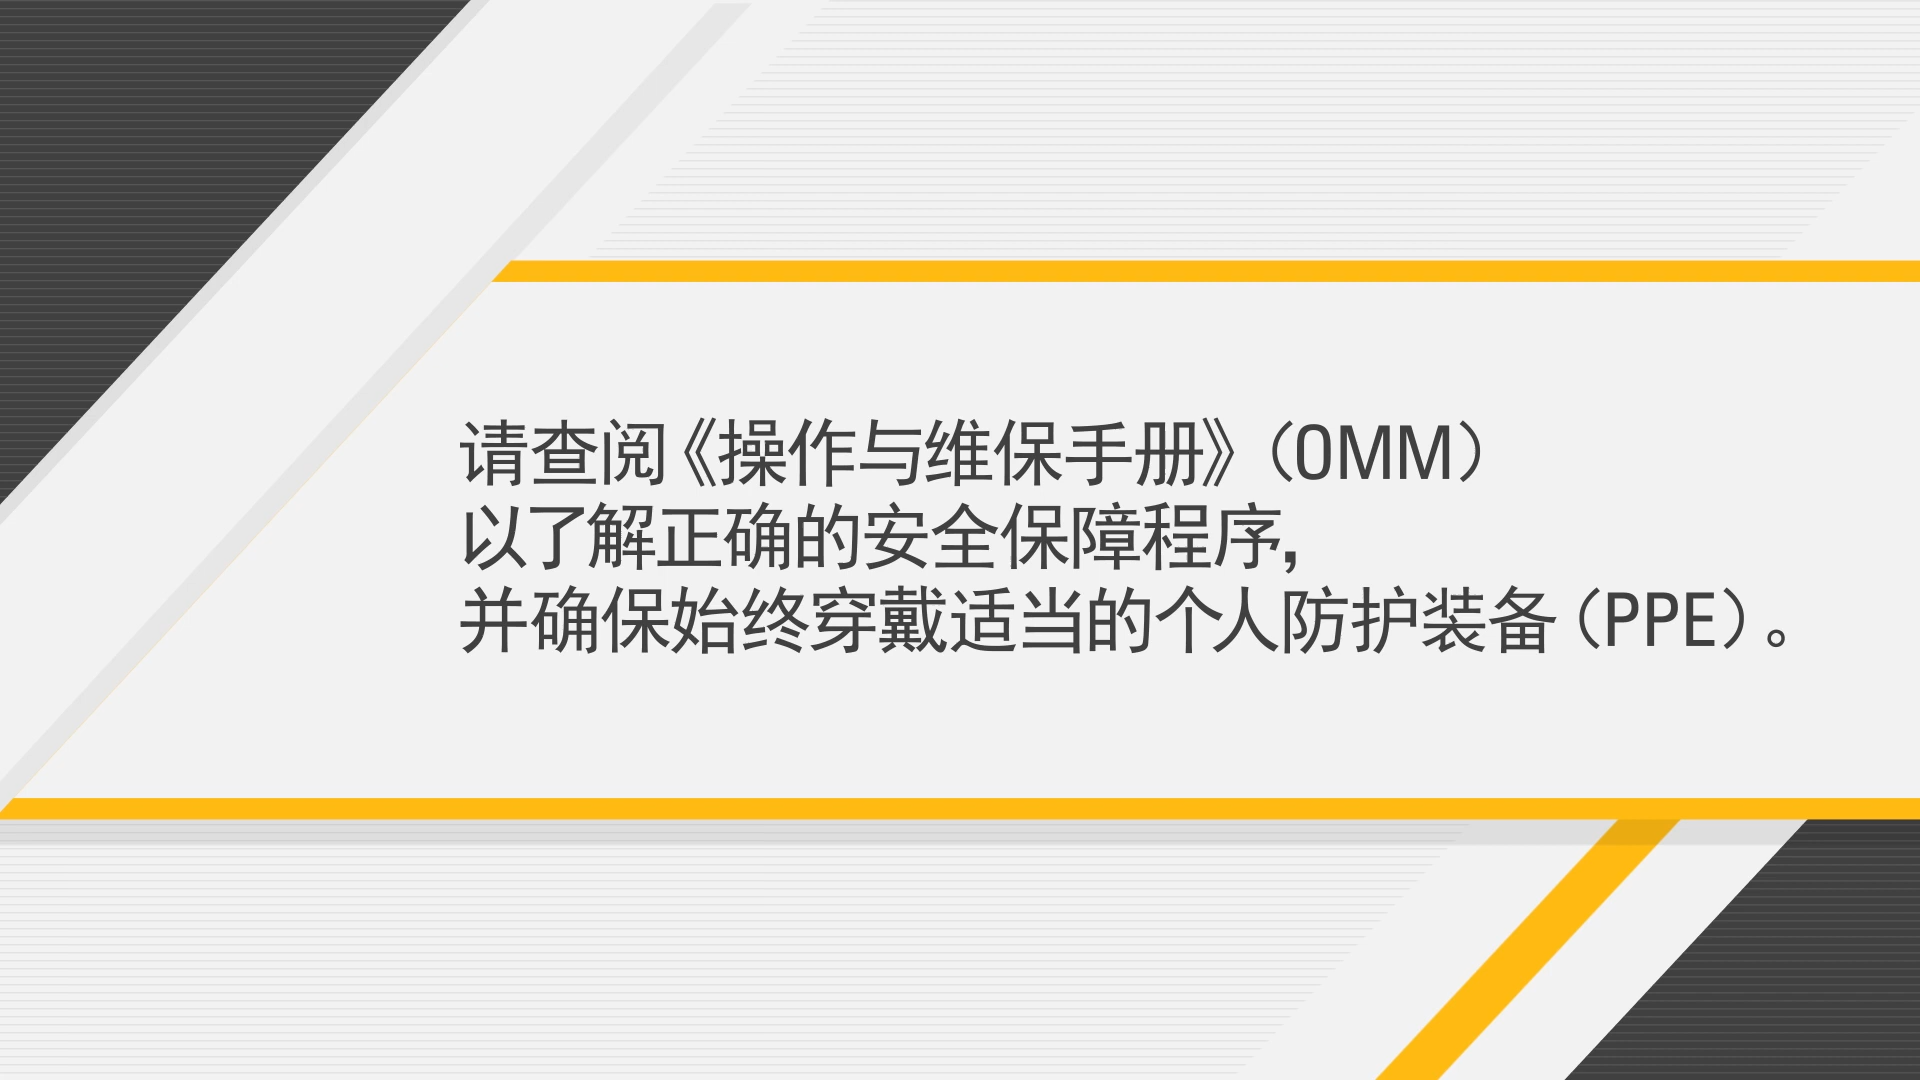 请查阅《操作与维保手册》（OMM）
以了解正确的安全保障程序，
并确保始终穿戴适当的个人防护装备（PPE）。